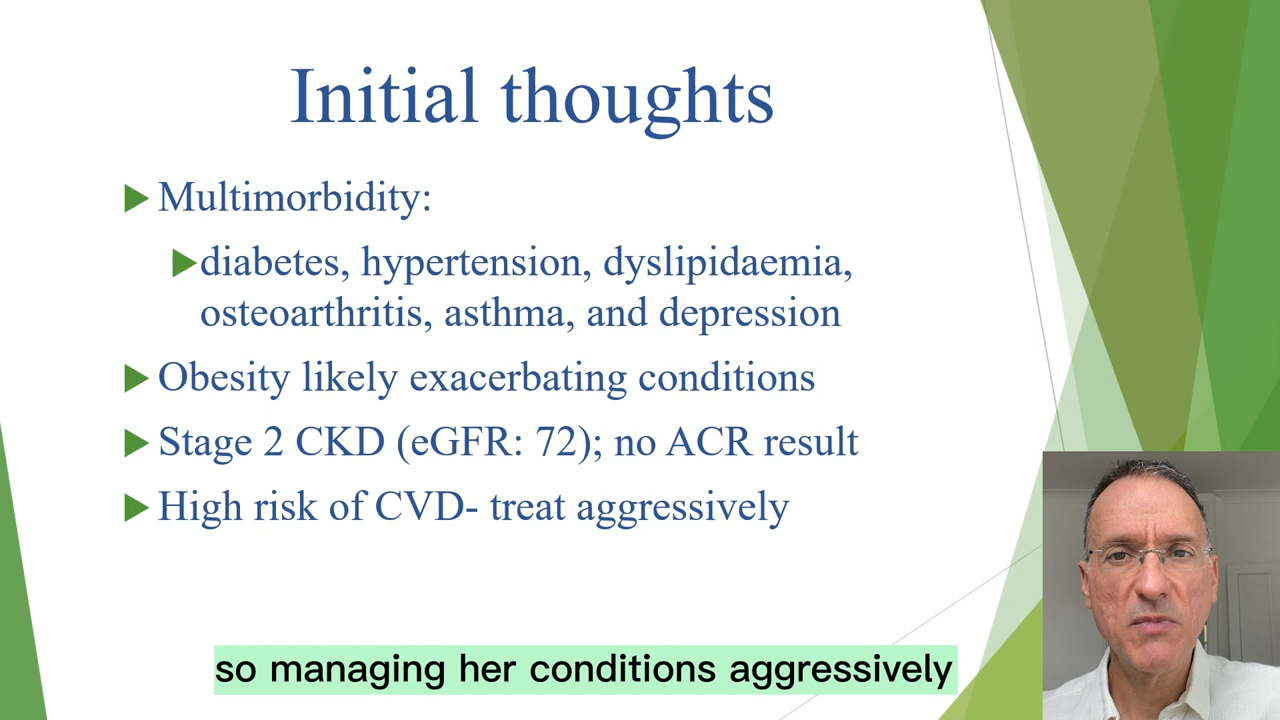 Initial thoughts
Multimorbidity:
diabetes, hypertension, dyslipidaemia,
osteoarthritis, asthma, and depression
Obesity likely exacerbating conditions
Stage 2 CKD (eGFR: 72); no ACR result
High risk of CVD- treat aggressively
so managing her conditions aggressively